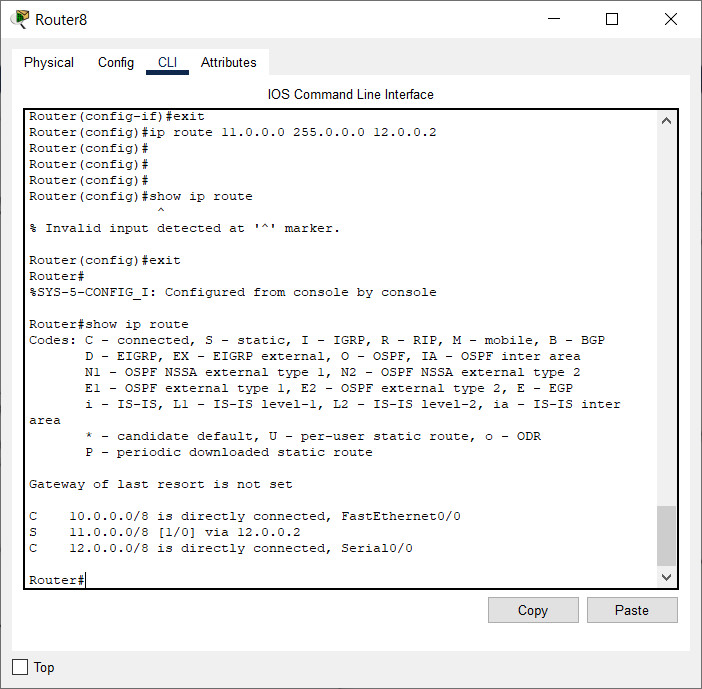 Router8
Physical Config CLI Attributes
IOS Command Line Interface
Router(config-if)#exit
Router(config)#ip route 11.0.0.0 255.0.0.0 12.0.0.2
Router(config)#
Router(config)#
Router(config)#
Router(config)#show ip route
^
% Invalid input detected at '^' marker.
Router(config)#exit
Router#
%SYS-5-CONFIG_I: Configured from console by console
Router#show ip route
Codes: C - connected, S - static, I - IGRP, R - RIP, M - mobile, B - BGP
D - EIGRP, EX - EIGRP external, O - OSPF, IA - OSPF inter area
N1 - OSPF NSSA external type 1, N2 - OSPF NSSA external type 2
E1 - OSPF external type 1, E2 - OSPF external type 2, E - EGP
i - IS-IS, L1 - IS-IS level-1, L2 - IS-IS level-2, ia - IS-IS inter
area
* - candidate default, U - per-user static route, o - ODR
P - periodic downloaded static route
Gateway of last resort is not set
C 10.0.0.0/8 is directly connected, FastEthernet0/0
S 11.0.0.0/8 [1/0] via 12.0.0.2
C 12.0.0.0/8 is directly connected, Serial0/0
Router#
Copy Paste
Top